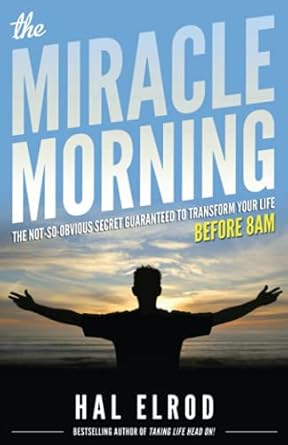 the
MIRACLE
MORNING
THE NOT-SO-OBVIOUS SECRET GUARANTEED TO TRANSFORM YOUR LIFE
BEFORE 8AM
HAL ELROD
BESTSELLING AUTHOR OF TAKING LIFE HEAD ON!